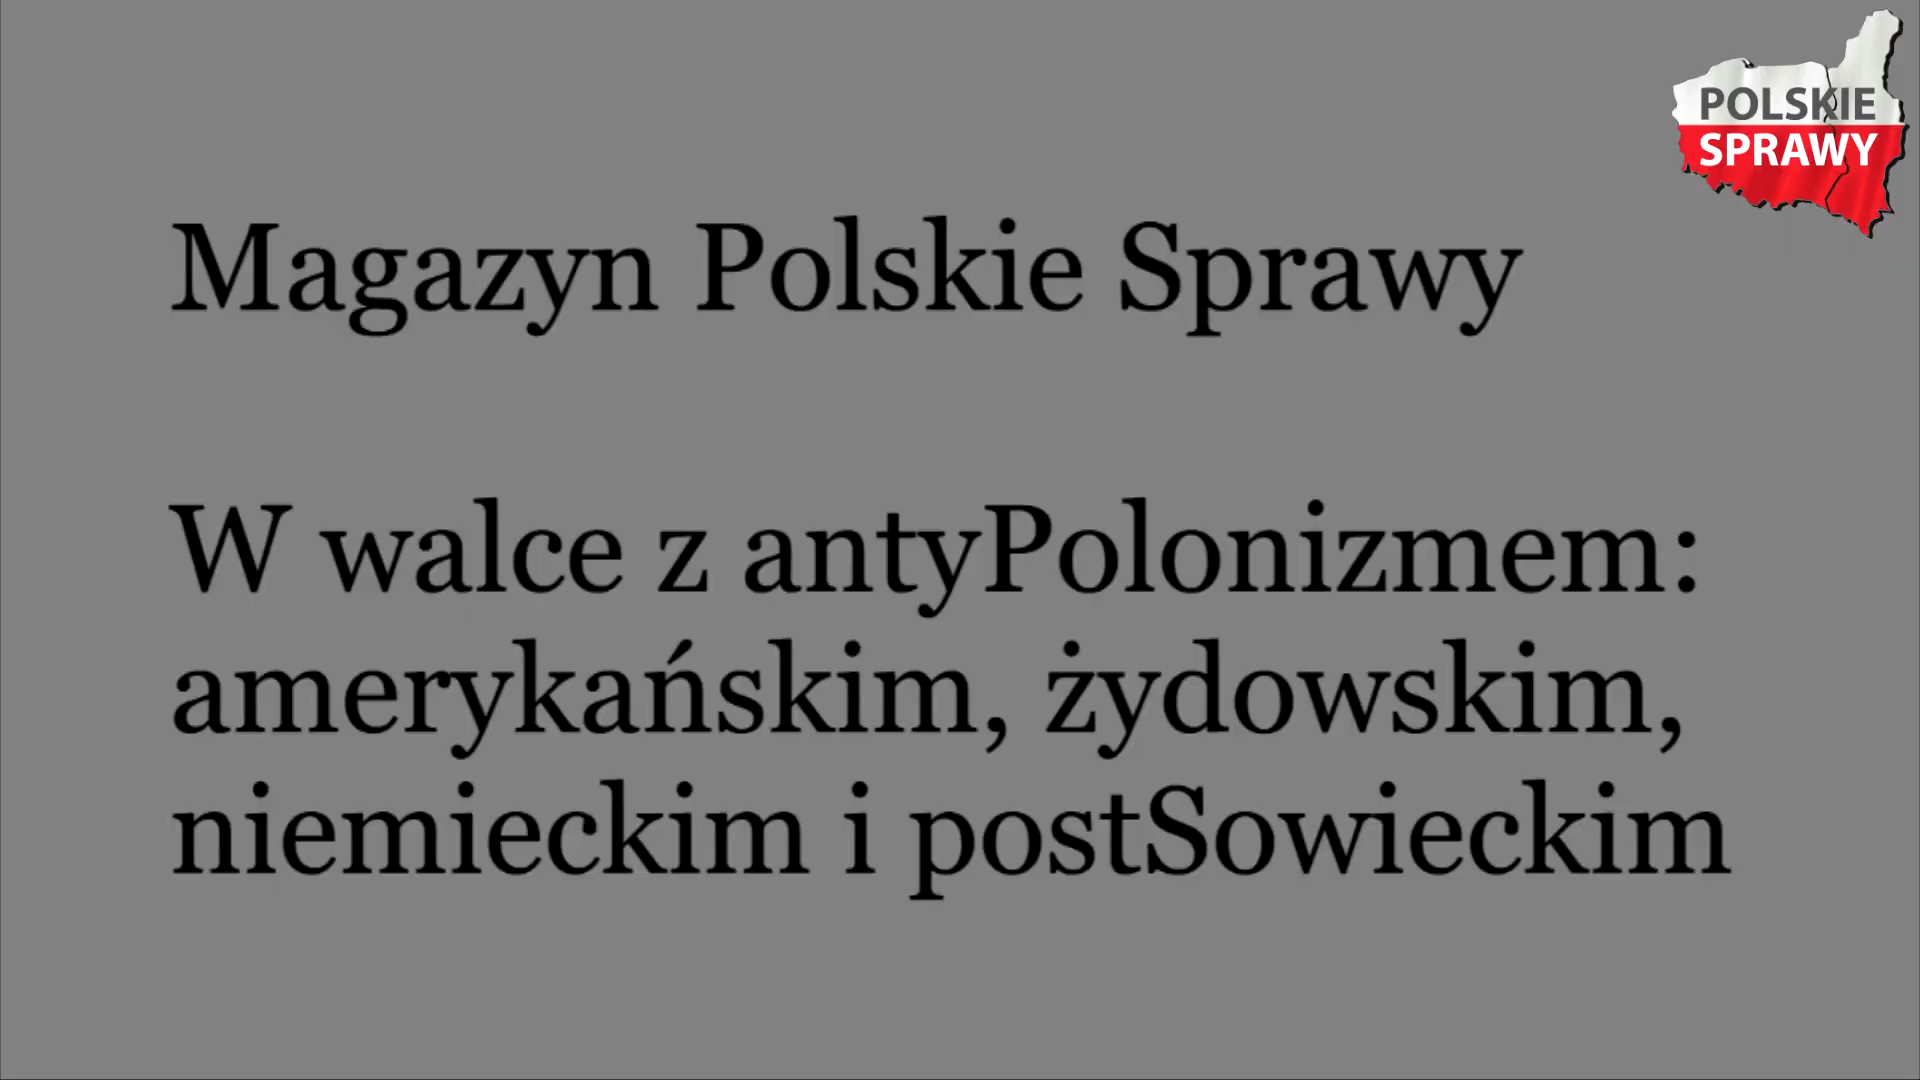 POLSKIE
SPRAWY
Magazyn Polskie Sprawy
W walce z antyPolonizmem:
amerykańskim, żydowskim,
niemieckim i postSowieckim